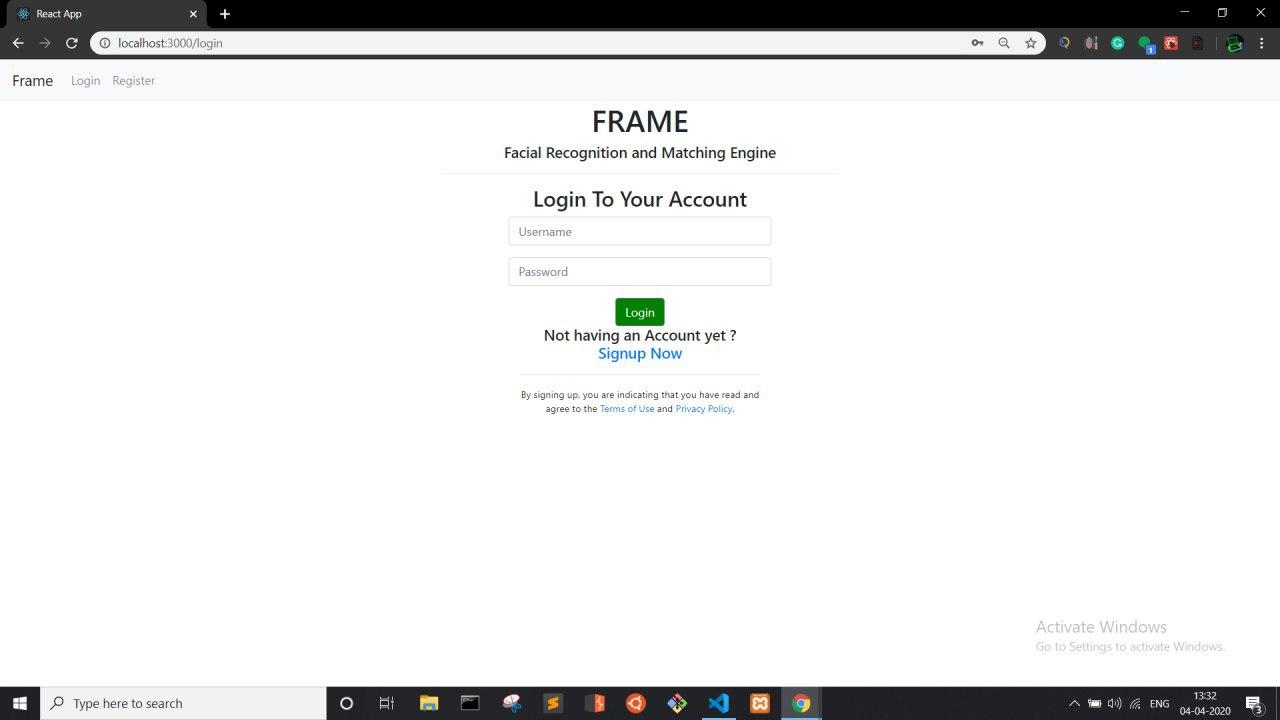 React App
localhost:3000/login
1
Frame Login Register
FRAME
Facial Recognition and Matching Engine
Login To Your Account
Username
Password
Login
Not having an Account yet ?
Signup Now
By signing up, you are indicating that you have read and
agree to the Terms of Use and Privacy Policy.
Activate Windows
Go to Settings to activate Windows.
Type here to search
ENG
13:32
04-04-2020
3